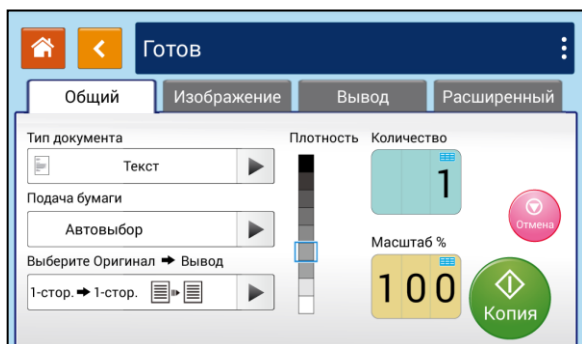 Готов
Общий
Изображение
Вывод
Расширенный
Тип документа
Плотность
Количество
Текст
1
Подача бумаги
Автовыбор
Отмена
Масштаб %
Выберите Оригинал ➡ Вывод
1-стор. ➡ 1-стор.
100
Копия